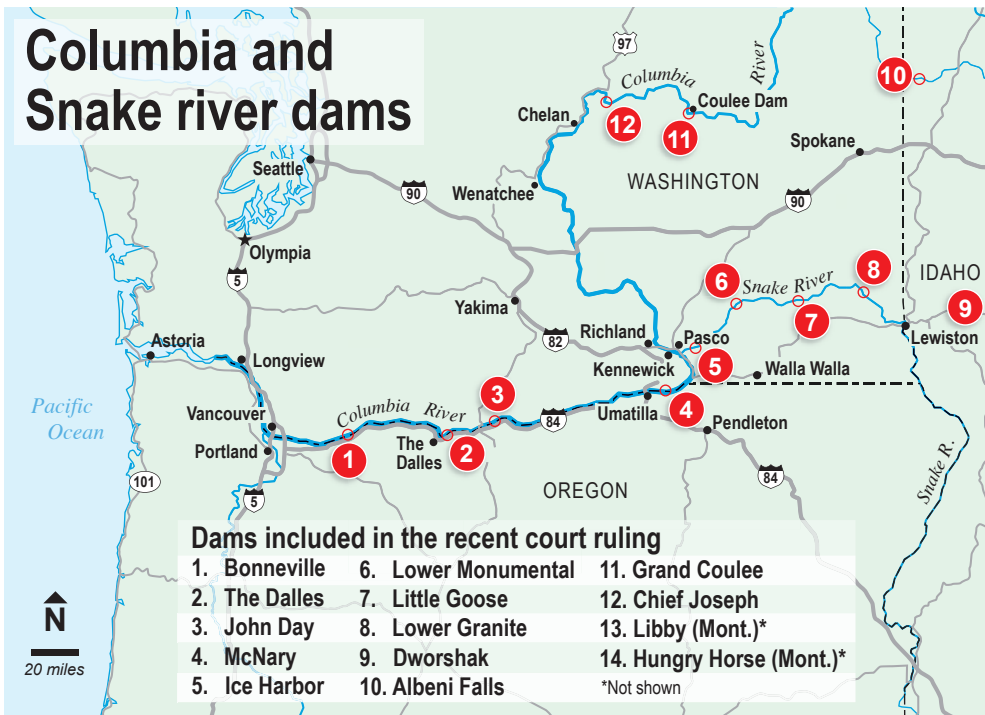 Columbia and
Snake river dams
97
Columbia
River
10
Chelan
12
11
Coulee Dam
Spokane
Seattle
90
Wenatchee
WASHINGTON
90
Olympia
5
6
Snake River
8
IDAHO
7
9
Yakima
Richland
Pasco
Lewiston
82
Astoria
Longview
Kennewick
5
Walla Walla
3
Umatilla
4
Pacific
Ocean
Vancouver
Columbia River
84
Pendleton
Portland
1
The
Dalles
2
Snake R.
101
5
OREGON
84
Dams included in the recent court ruling
1. Bonneville
2. The Dalles
3. John Day
4. McNary
5. Ice Harbor
6. Lower Monumental
7. Little Goose
8. Lower Granite
9. Dworshak
10. Albeni Falls
11. Grand Coulee
12. Chief Joseph
13. Libby (Mont.)*
14. Hungry Horse (Mont.)*
*Not shown
N
20 miles